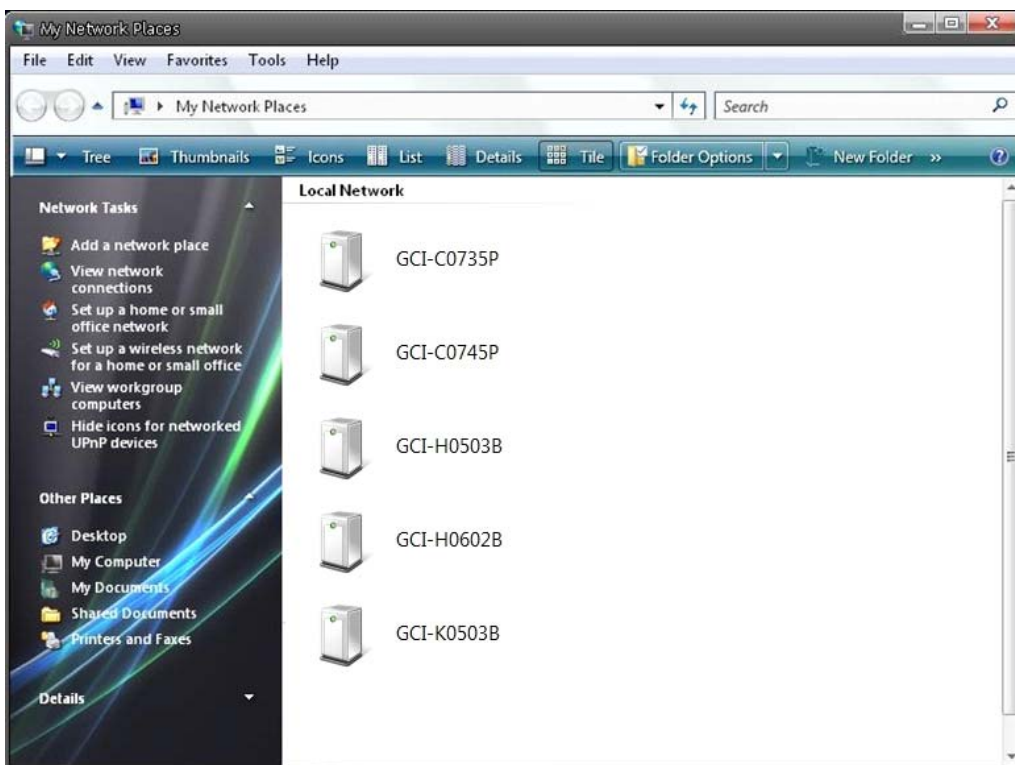 My Network Places
File Edit View Favorites Tools Help
My Network Places
Search
Tree Thumbnails Icons List Details Tile Folder Options New Folder »
Network Tasks
Add a network place
View network
connections
Set up a home or small
office network
Set up a wireless network
for a home or small office
View workgroup
computers
Hide icons for networked
UPnP devices
Other Places
Desktop
My Computer
My Documents
Shared Documents
Printers and Faxes
Details
Local Network
GCI-C0735P
GCI-C0745P
GCI-H0503B
GCI-H0602B
GCI-K0503B